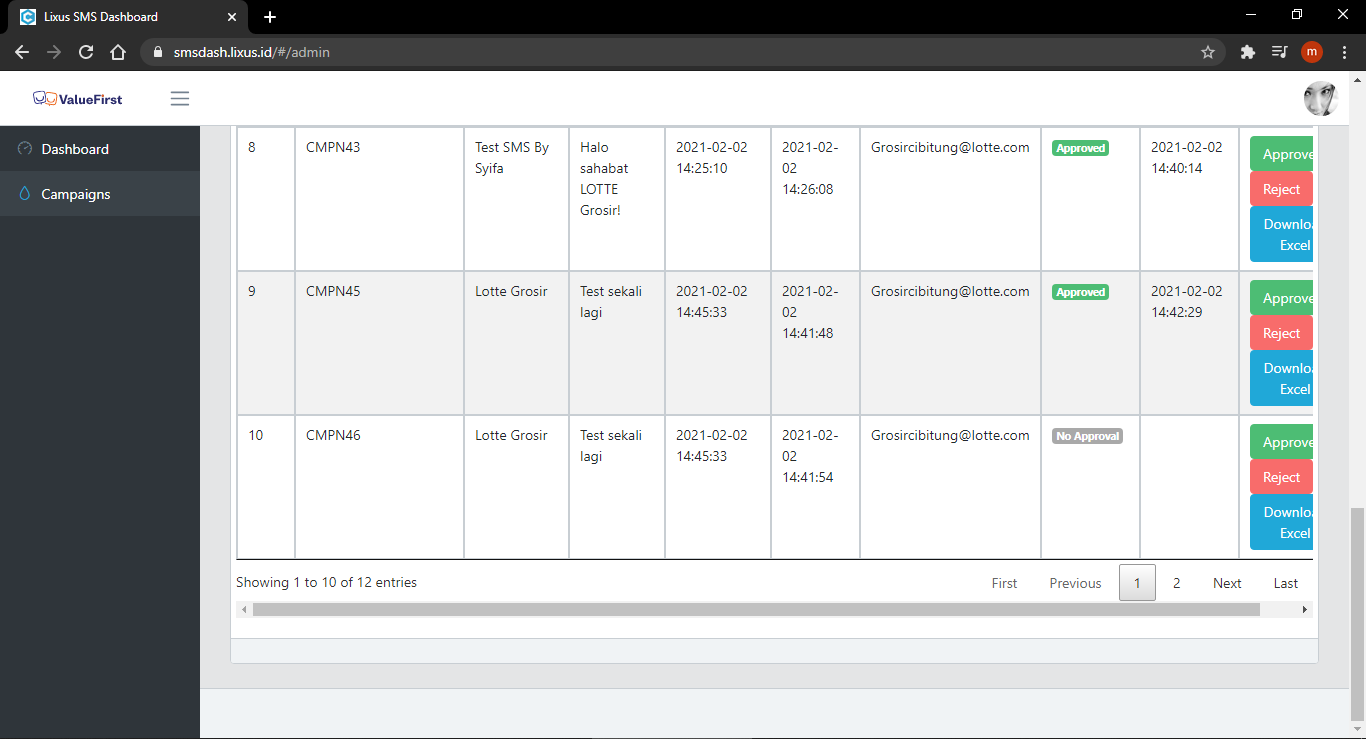 Lixus SMS Dashboard
smsdash.lixus.id/#/admin
m
ValueFirst
Dashboard
Campaigns
8 CMPN43 Test SMS By Halo 2021-02-02 2021-02- Grosircibitung@lotte.com Approved 2021-02-02 Approve
Syifa sahabat 14:25:10 02 14:40:14
LOTTE 14:26:08 Reject
Grosir! Downloa
Excel
9 CMPN45 Lotte Grosir Test sekali 2021-02-02 2021-02- Grosircibitung@lotte.com Approved 2021-02-02 Approve
lagi 14:45:33 02 14:42:29
14:41:48 Reject
Downloa
Excel
10 CMPN46 Lotte Grosir Test sekali 2021-02-02 2021-02- Grosircibitung@lotte.com No Approval Approve
lagi 14:45:33 02
14:41:54 Reject
Downloa
Excel
Showing 1 to 10 of 12 entries First Previous 1 2 Next Last